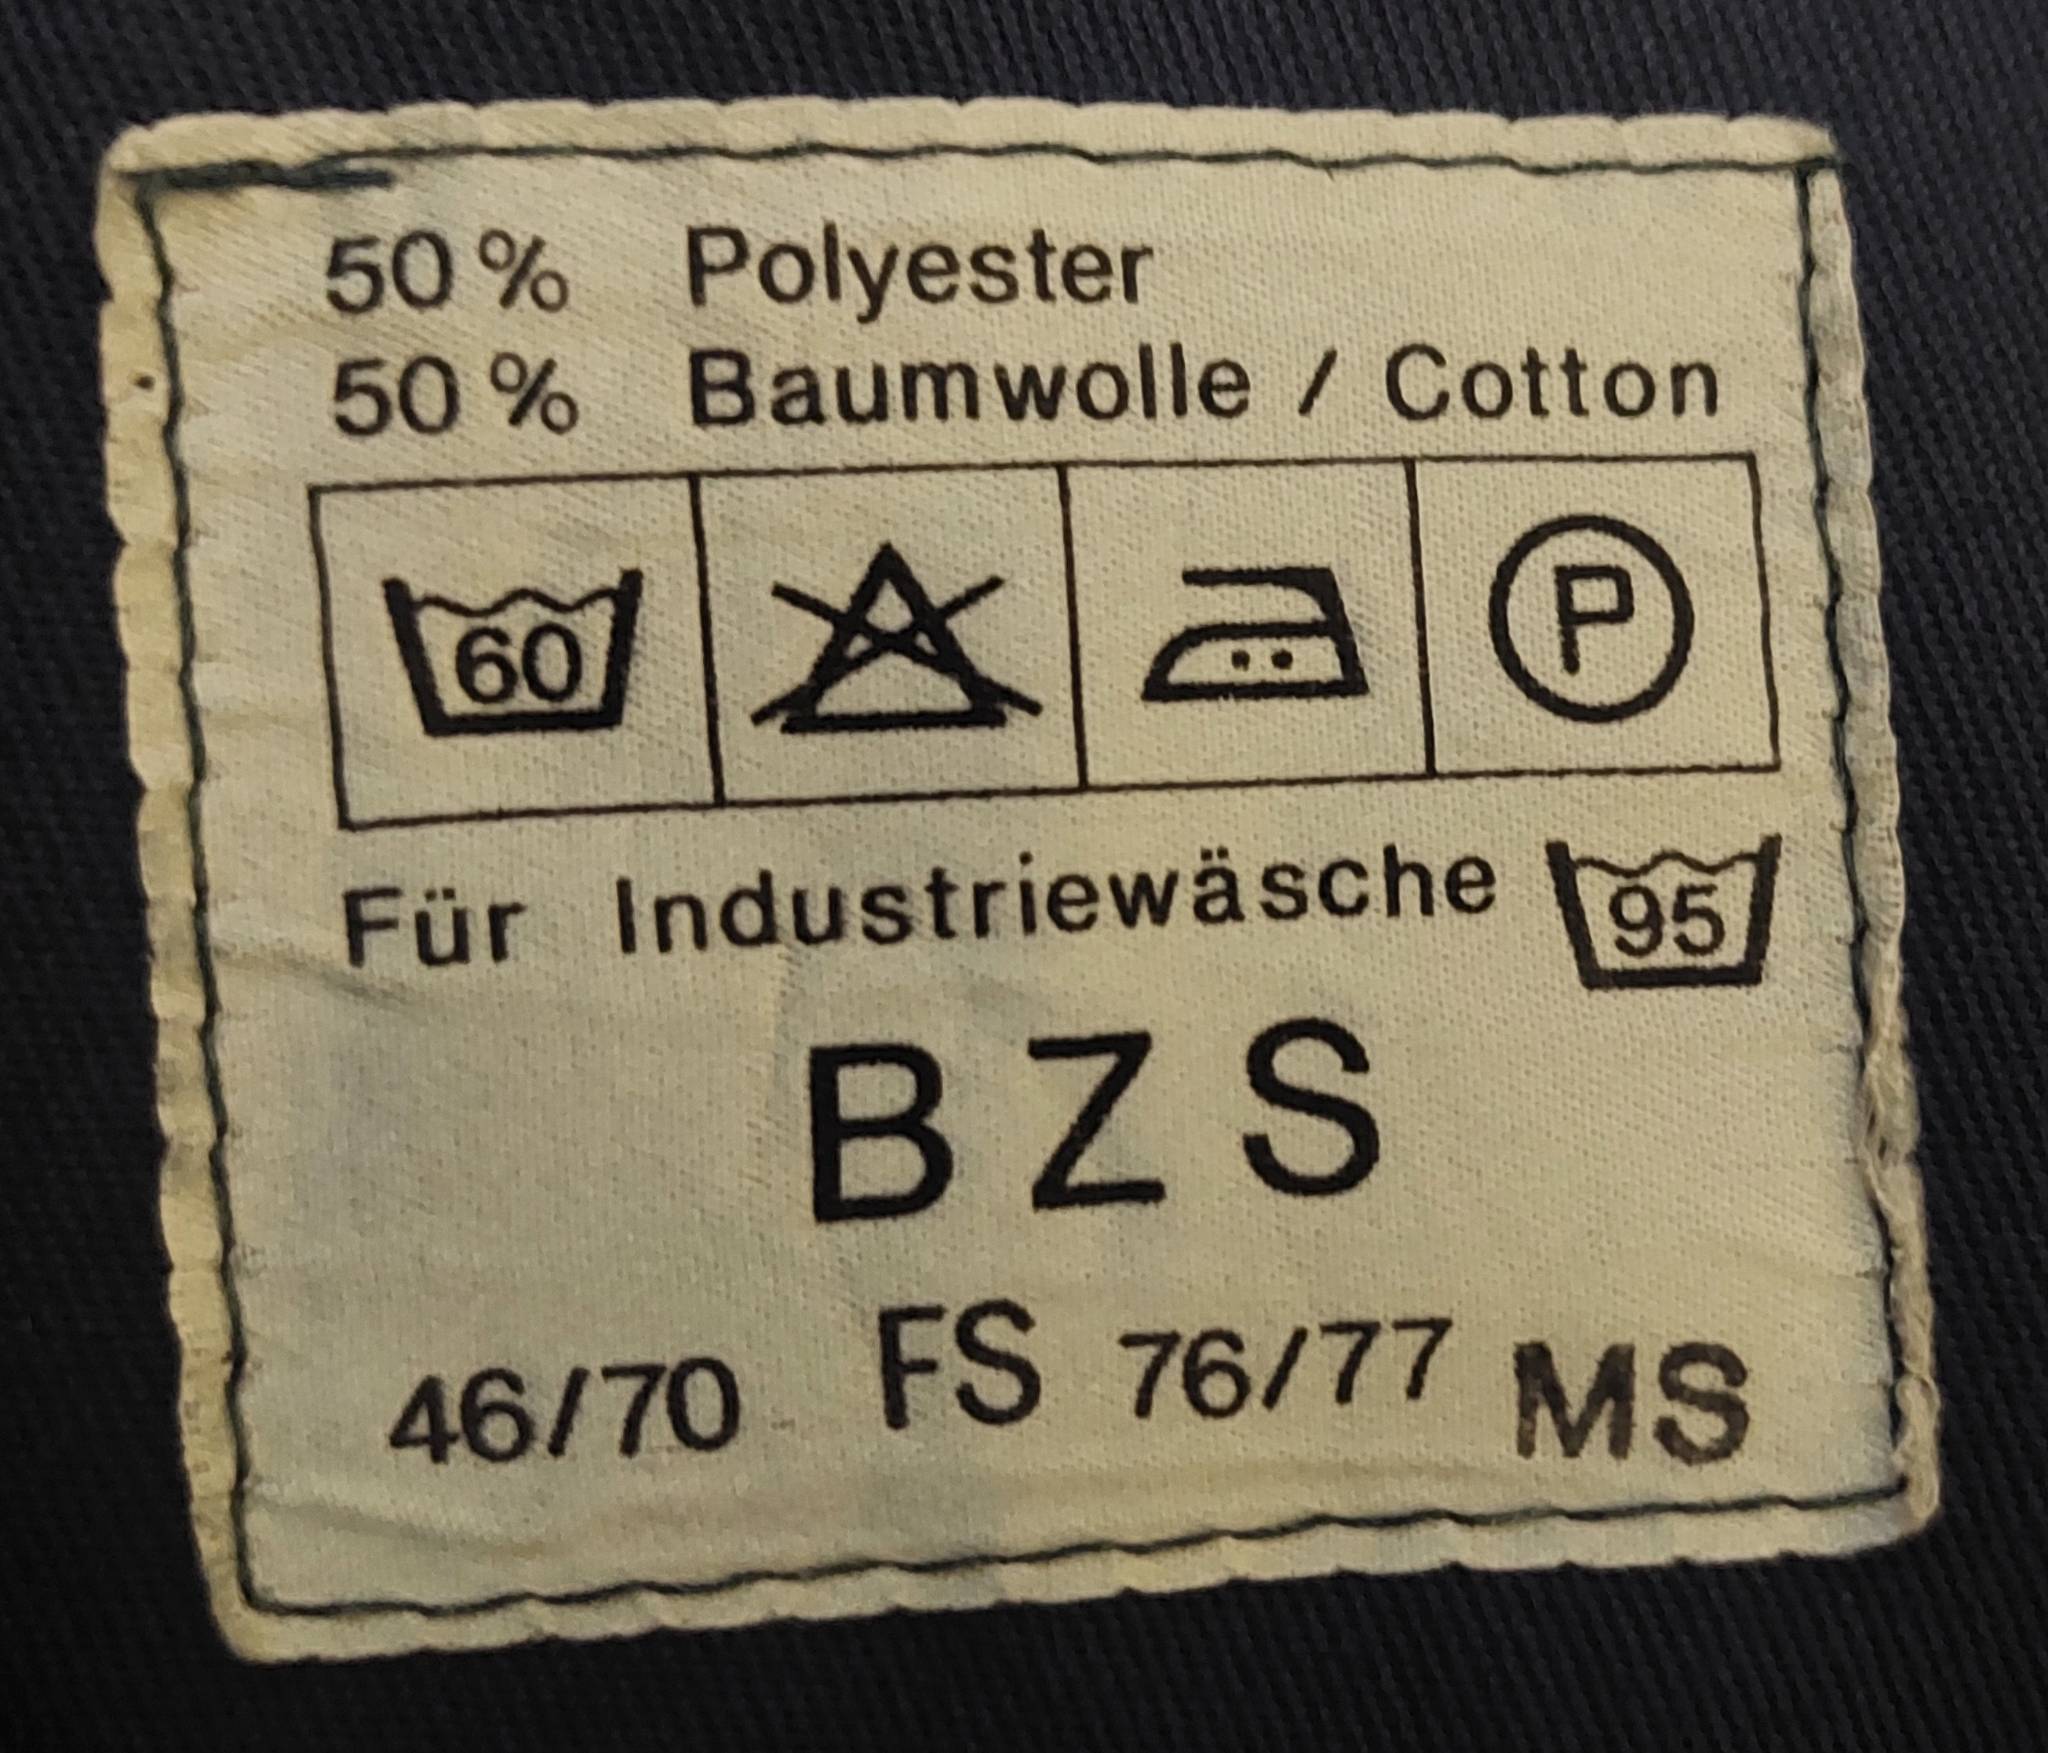 50 % Polyester
50 % Baumwolle / Cotton
60 P
Für Industriewäsche 95
BZS
46/70 FS 76/77 MS